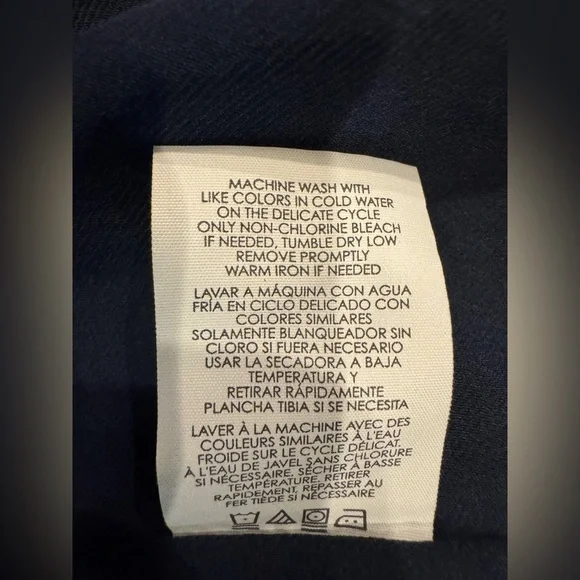 MACHINE WASH WITH
LIKE COLORS IN COLD WATER
ON THE DELICATE CYCLE
ONLY NON-CHLORINE BLEACH
IF NEEDED, TUMBLE DRY LOW
REMOVE PROMPTLY
WARM IRON IF NEEDED
LAVAR A MÁQUINA CON AGUA
FRÍA EN CICLO DELICADO CON
COLORES SIMILARES
SOLAMENTE BLANQUEADOR SIN
CLORO SI FUERA NECESARIO
USAR LA SECADORA A BAJA
TEMPERATURA Y
RETIRAR RÁPIDAMENTE
PLANCHA TIBIA SI SE NECESITA
LAVER À LA MACHINE AVEC DES
COULEURS SIMILAIRES À L'EAU
FROIDE SUR LE CYCLE DÉLICAT.
À L'EAU DE JAVEL SANS CHLORURE
SI NÉCESSAIRE, SÉCHER À BASSE
TEMPÉRATURE, RETIRER
RAPIDEMENT, REPASSER AU
FER TIÈDE SI NÉCESSAIRE